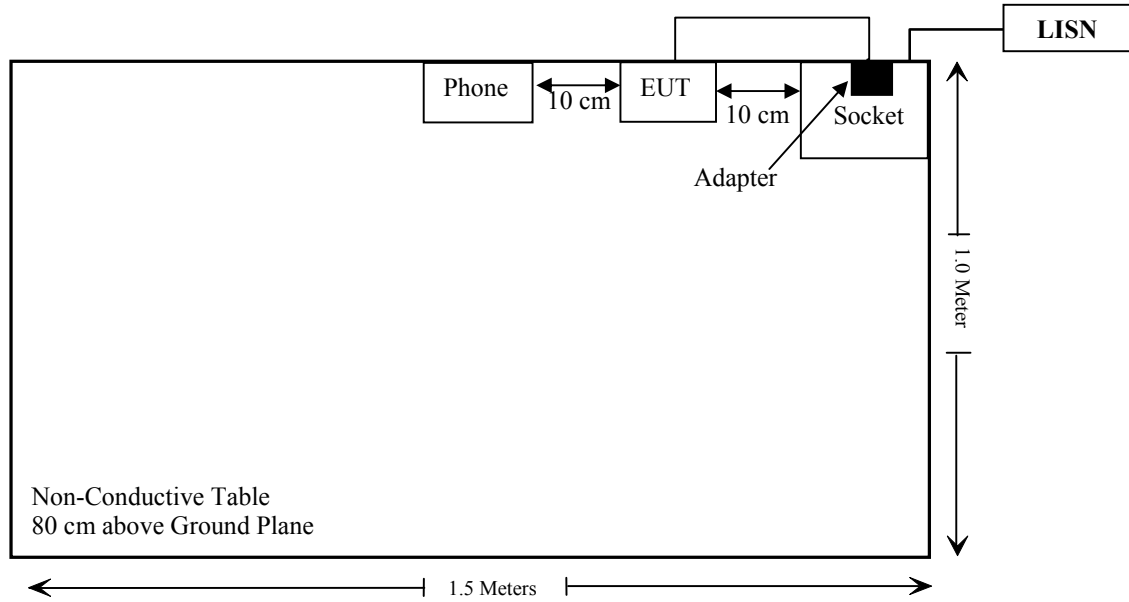 LISN
Phone
10 cm
EUT
10 cm
Socket
Adapter
1.0 Meter
Non-Conductive Table
80 cm above Ground Plane
1.5 Meters